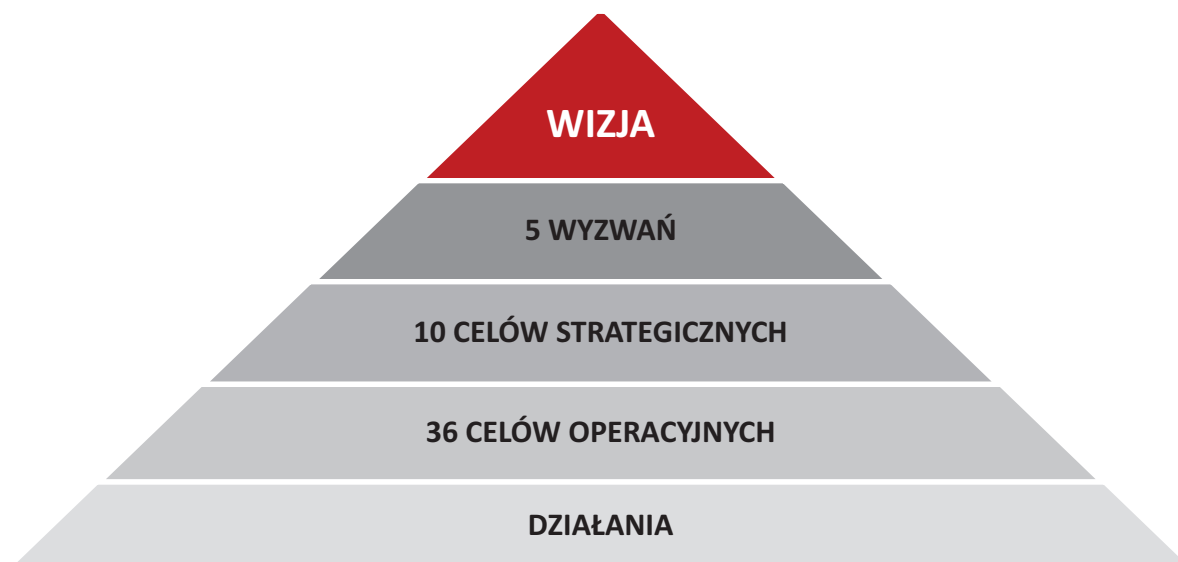 WIZJA
5 WYZWAŃ
10 CELÓW STRATEGICZNYCH
36 CELÓW OPERACYJNYCH
DZIAŁANIA